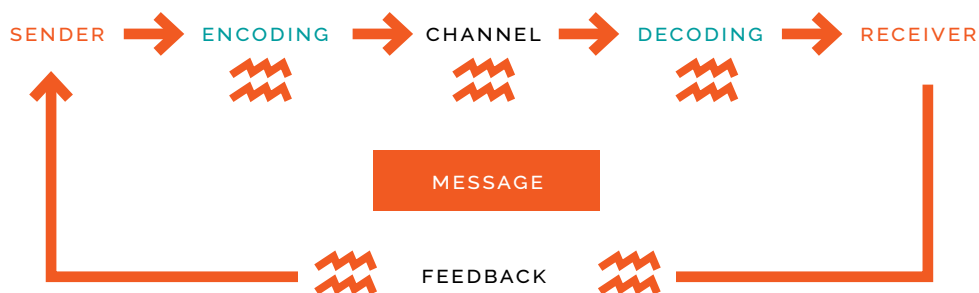 SENDER ENCODING CHANNEL DECODING RECEIVER
MESSAGE
FEEDBACK